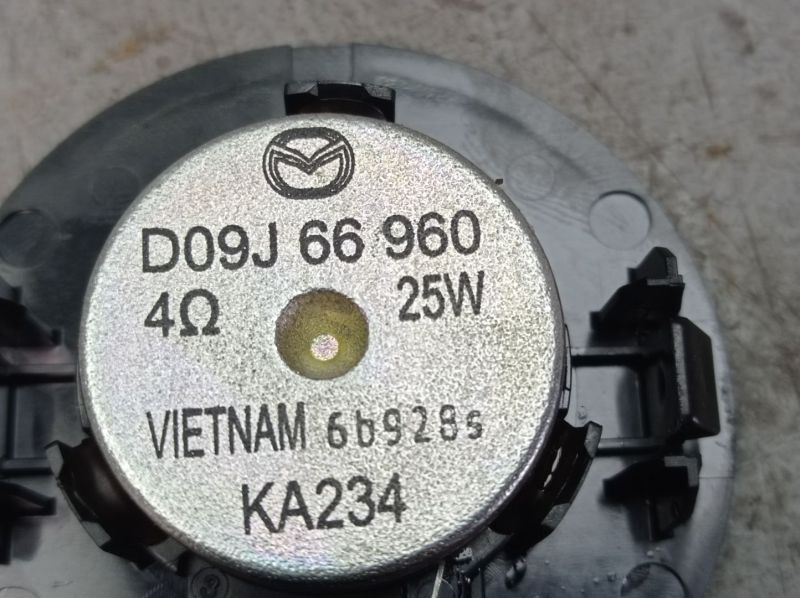 D09J 66 960
4Ω 25W
VIETNAM 6b928s
KA234